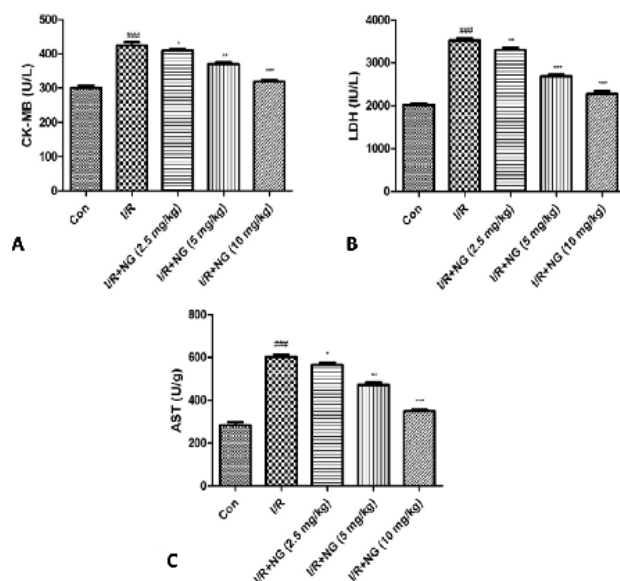 CK-MB (U/L)
500
400
300
200
100
0
###
*
**
***
Con
I/R
I/R+NG (2.5 mg/kg)
I/R+NG (5 mg/kg)
I/R+NG (10 mg/kg)
A
LDH (IU/L)
4000
3000
2000
1000
0
###
**
***
***
Con
I/R
I/R+NG (2.5 mg/kg)
I/R+NG (5 mg/kg)
I/R+NG (10 mg/kg)
B
AST (U/g)
800
600
400
200
0
###
*
**
***
Con
I/R
I/R+NG (2.5 mg/kg)
I/R+NG (5 mg/kg)
I/R+NG (10 mg/kg)
C